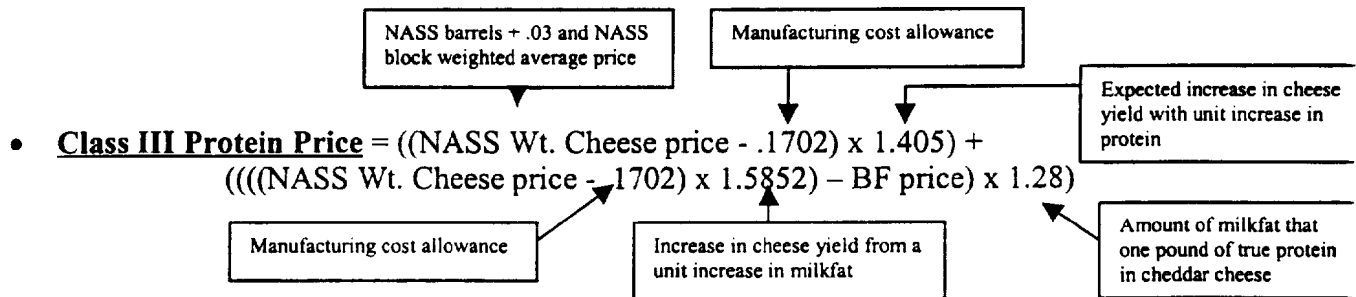 NASS barrels + .03 and NASS
block weighted average price
Manufacturing cost allowance
Expected increase in cheese
yield with unit increase in
protein
• Class III Protein Price = ((NASS Wt. Cheese price - .1702) x 1.405) +
((((NASS Wt. Cheese price - .1702) x 1.5852) – BF price) x 1.28)
Manufacturing cost allowance
Increase in cheese yield from a
unit increase in milkfat
Amount of milkfat that
one pound of true protein
in cheddar cheese